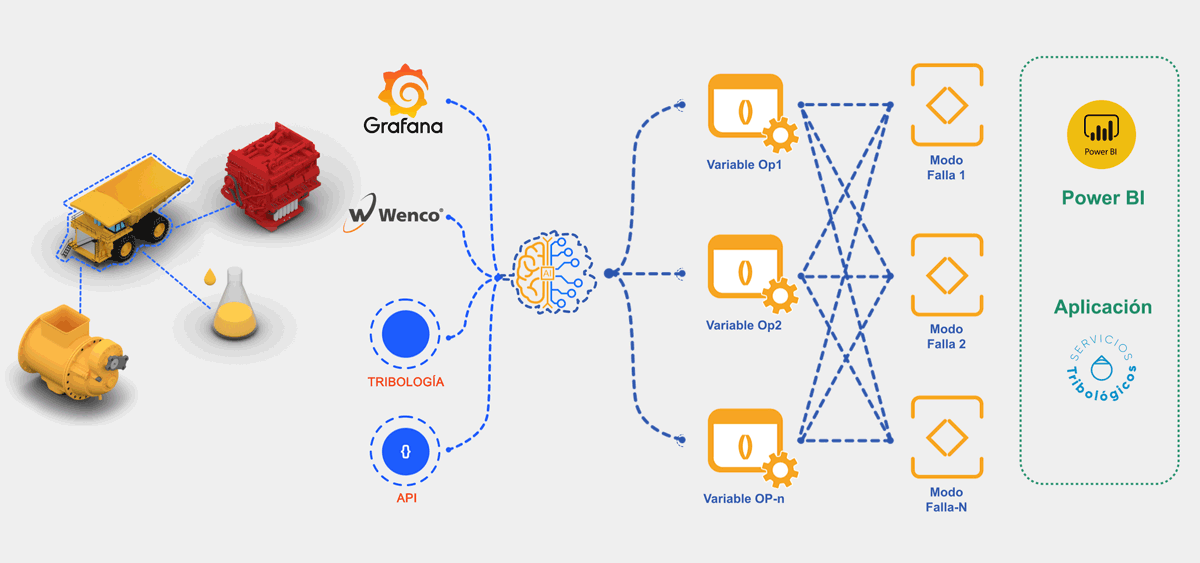 Grafana
Wenco®
TRIBOLOGÍA
{}
API
AI
()
Variable Op1
()
Variable Op2
()
Variable OP-n
Modo
Falla 1
Modo
Falla 2
Modo
Falla-N
Power BI
Power BI
Aplicación
SERVICIOS
Tribológicos